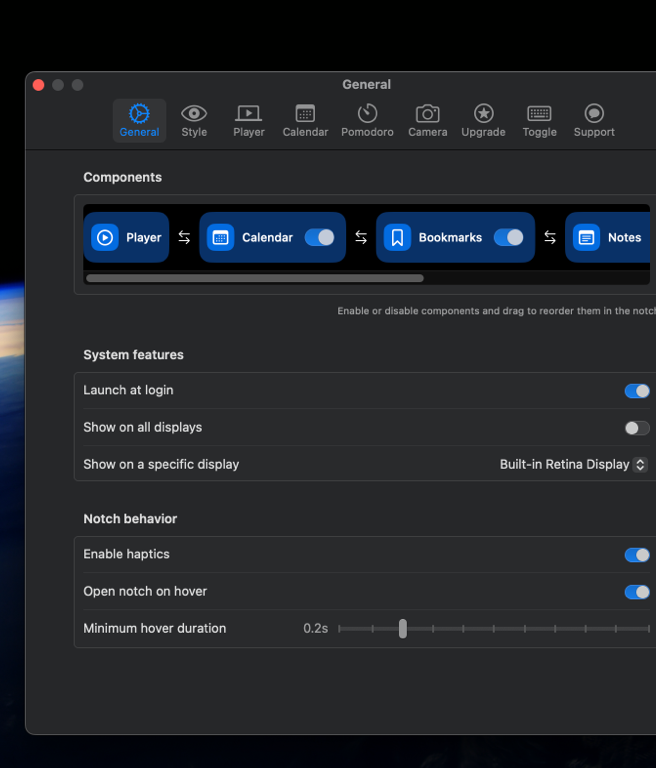 General
General Style Player Calendar Pomodoro Camera Upgrade Toggle Support
Components
Player Calendar Bookmarks Notes
Enable or disable components and drag to reorder them in the notch
System features
Launch at login
Show on all displays
Show on a specific display Built-in Retina Display
Notch behavior
Enable haptics
Open notch on hover
Minimum hover duration 0.2s